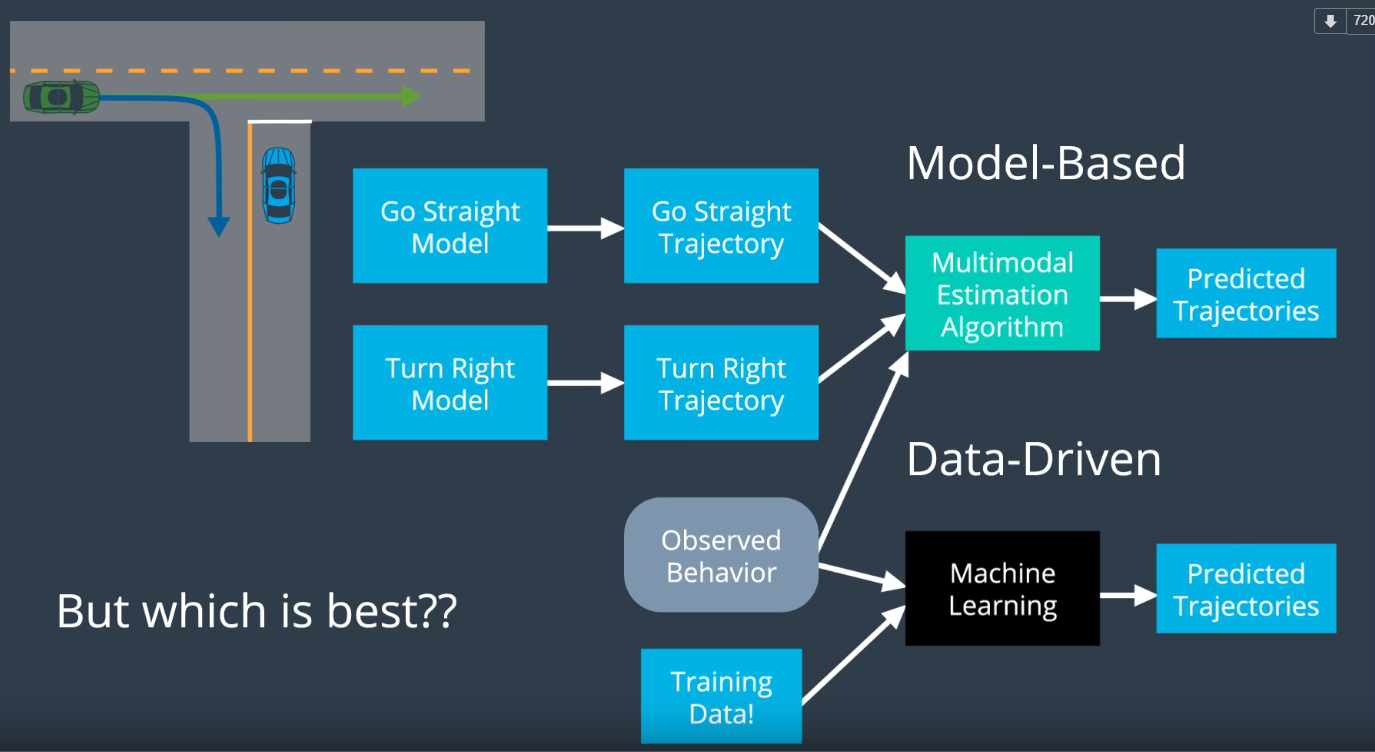 720
Model-Based
Go Straight
Model
Go Straight
Trajectory
Multimodal
Estimation
Algorithm
Predicted
Trajectories
Turn Right
Model
Turn Right
Trajectory
Data-Driven
Observed
Behavior
Machine
Learning
Predicted
Trajectories
But which is best??
Training
Data!